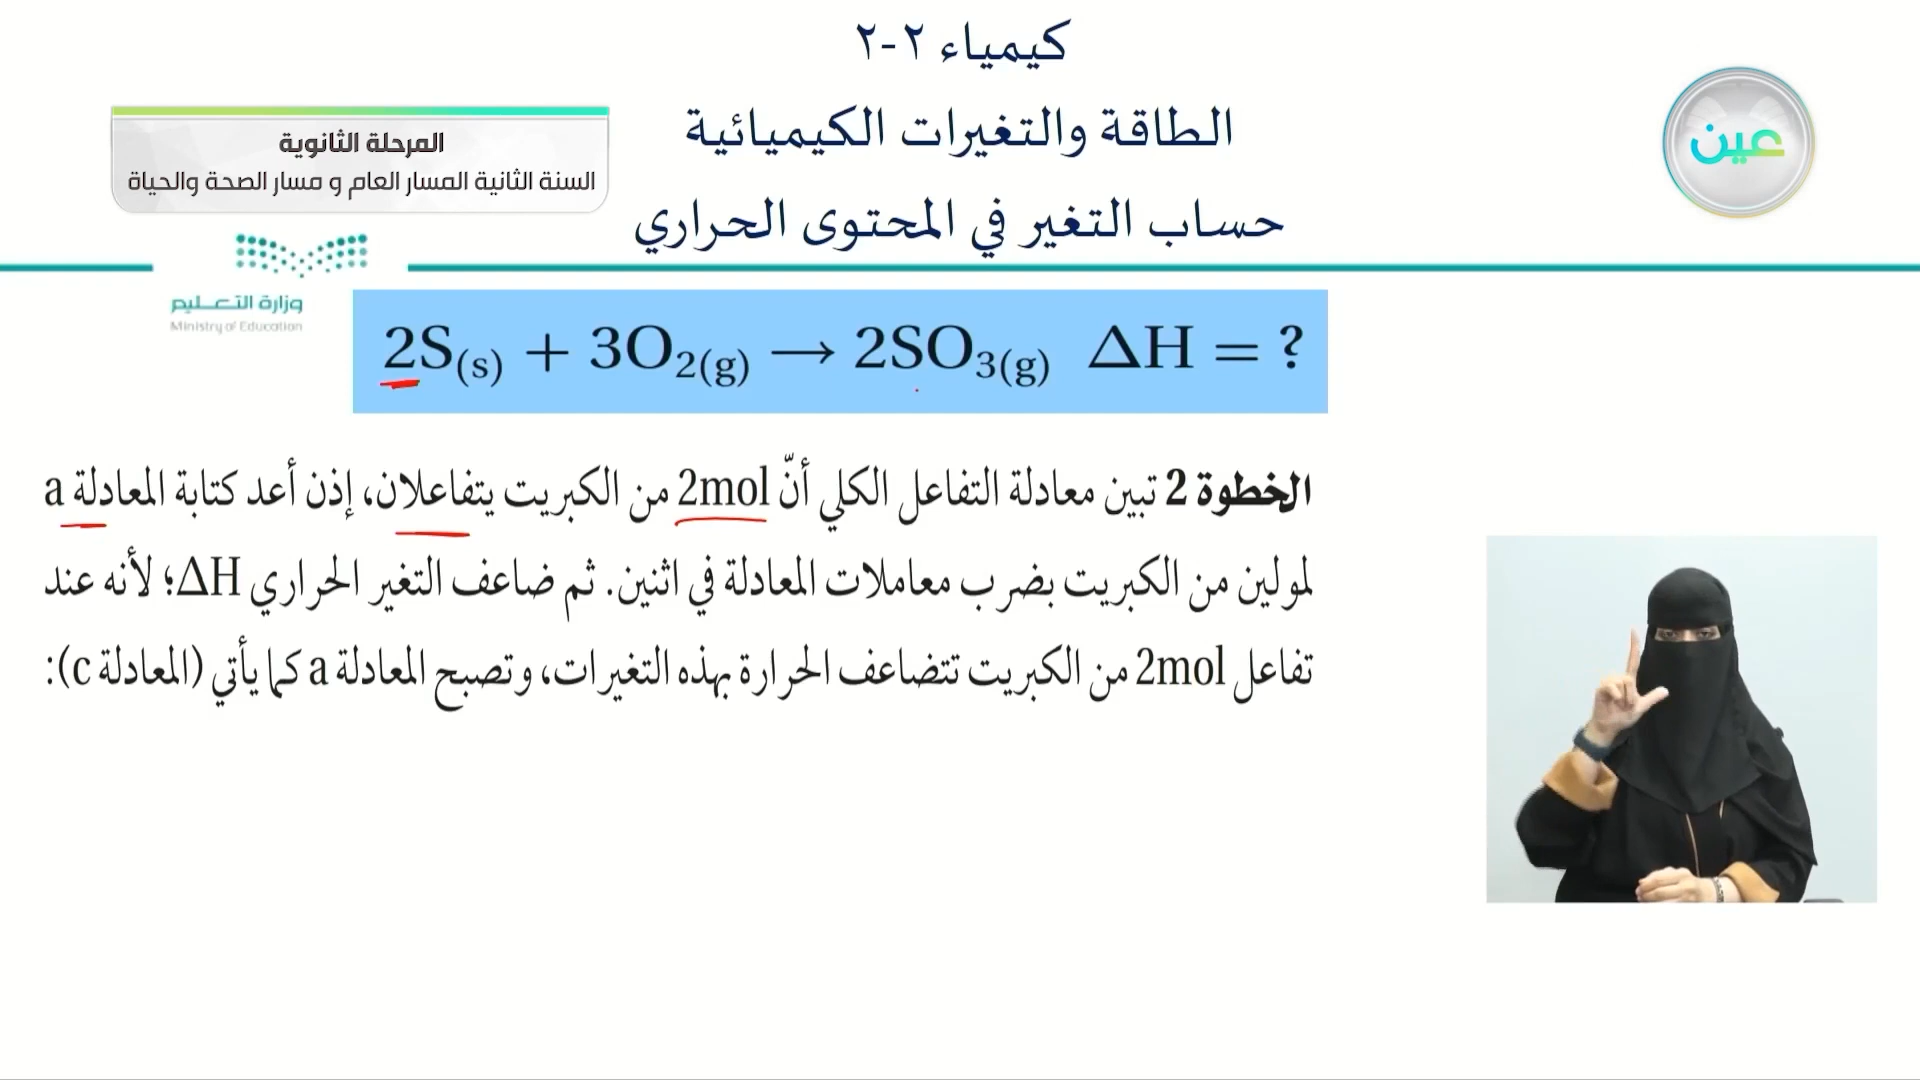 كيمياء ٢-٢
الطاقة والتغيرات الكيميائية
حساب التغير في المحتوى الحراري
عين
المرحلة الثانوية
السنة الثانية المسار العام و مسار الصحة والحياة
وزارة التعليم
Ministry of Education
2S(s) + 3O2(g) → 2SO3(g) ΔH = ?
الخطوة 2 تبين معادلة التفاعل الكلي أنّ 2mol من الكبريت يتفاعلان، إذن أعد كتابة المعادلة a
لمولين من الكبريت بضرب معاملات المعادلة في اثنين. ثم ضاعف التغير الحراري ΔH؛ لأنه عند
تفاعل 2mol من الكبريت تتضاعف الحرارة بهذه التغيرات، وتصبح المعادلة a كما يأتي (المعادلة c):